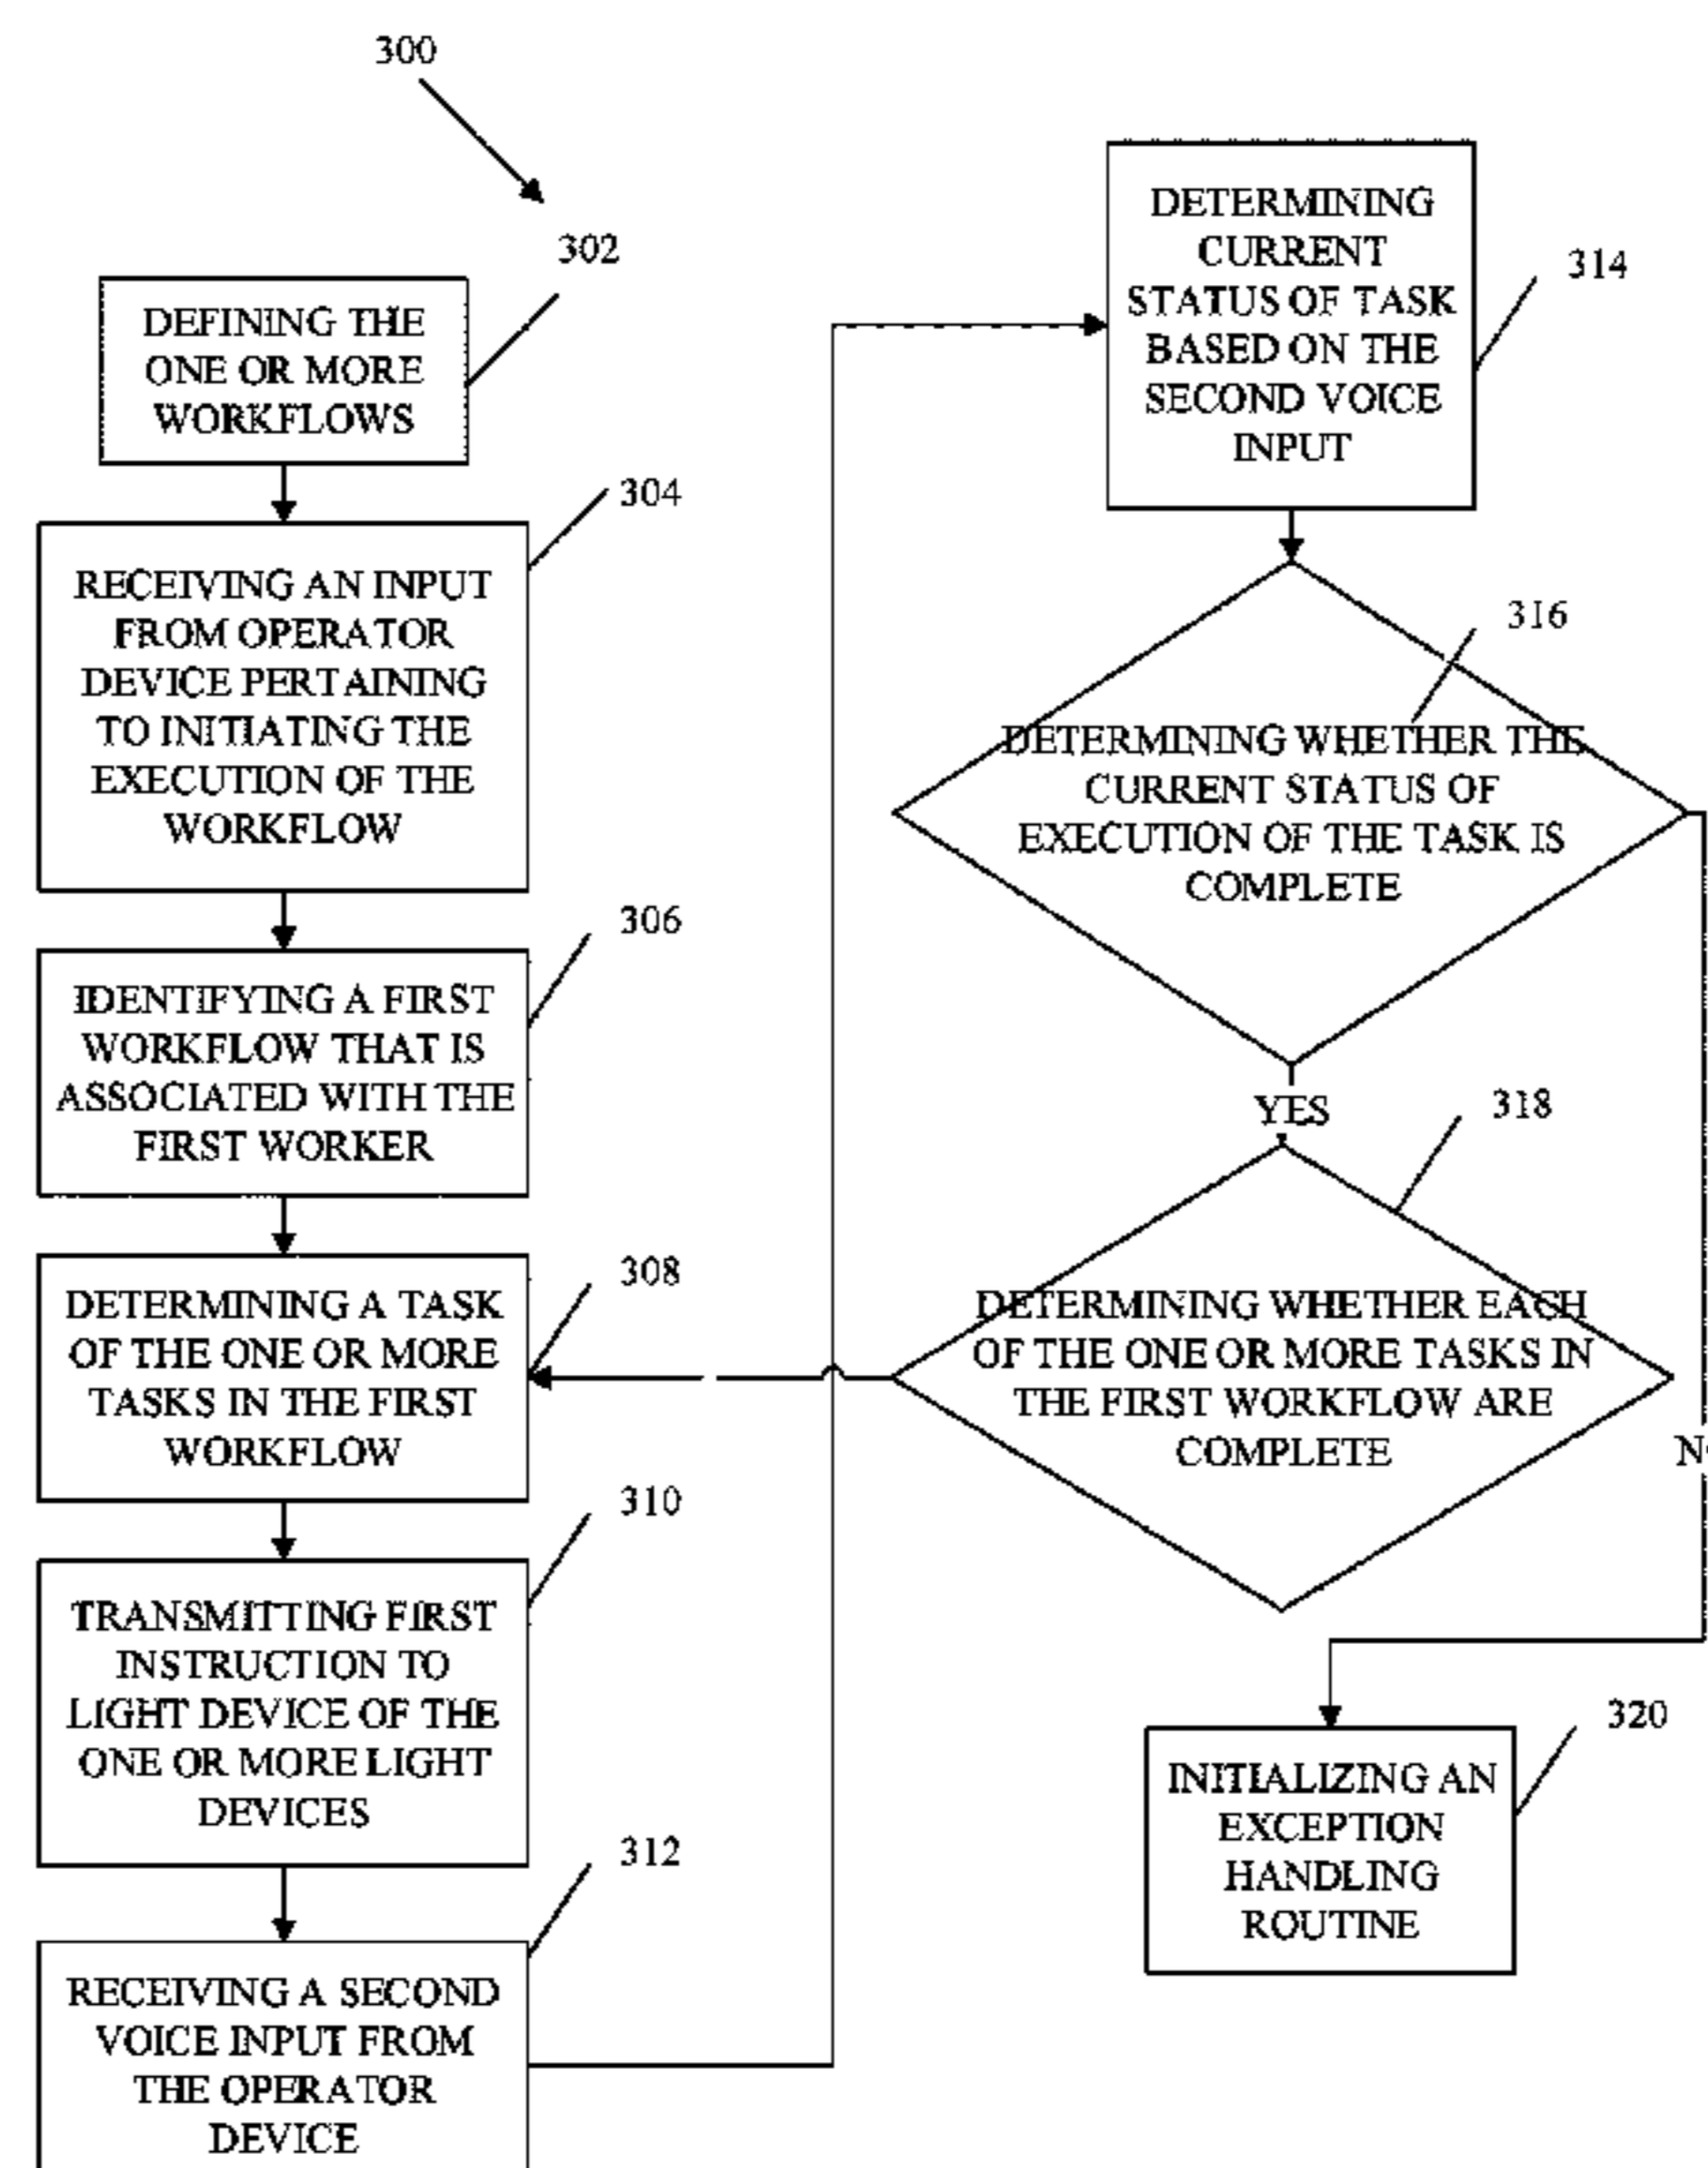 300
302
DEFINING THE
ONE OR MORE
WORKFLOWS
304
RECEIVING AN INPUT
FROM OPERATOR
DEVICE PERTAINING
TO INITIATING THE
EXECUTION OF THE
WORKFLOW
306
IDENTIFYING A FIRST
WORKFLOW THAT IS
ASSOCIATED WITH THE
FIRST WORKER
308
DETERMINING A TASK
OF THE ONE OR MORE
TASKS IN THE FIRST
WORKFLOW
310
TRANSMITTING FIRST
INSTRUCTION TO
LIGHT DEVICE OF THE
ONE OR MORE LIGHT
DEVICES
312
RECEIVING A SECOND
VOICE INPUT FROM
THE OPERATOR
DEVICE
314
DETERMINING
CURRENT
STATUS OF TASK
BASED ON THE
SECOND VOICE
INPUT
316
DETERMINING WHETHER THE
CURRENT STATUS OF
EXECUTION OF THE TASK IS
COMPLETE
YES
318
DETERMINING WHETHER EACH
OF THE ONE OR MORE TASKS IN
THE FIRST WORKFLOW ARE
COMPLETE
320
INITIALIZING AN
EXCEPTION
HANDLING
ROUTINE